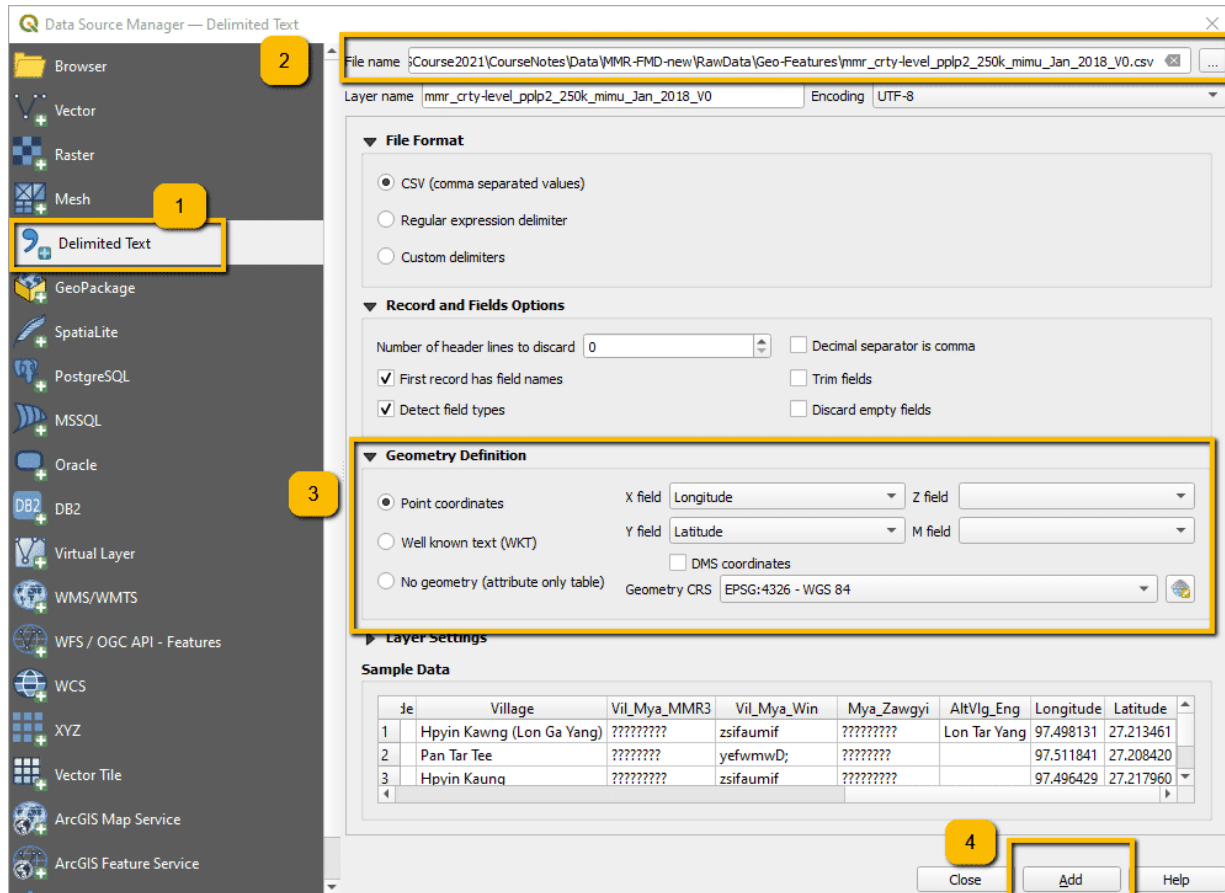 Data Source Manager — Delimited Text
Browser
Vector
Raster
Mesh
1
Delimited Text
GeoPackage
SpatiaLite
PostgreSQL
MSSQL
Oracle
DB2
DB2
Virtual Layer
WMS/WMTS
WFS / OGC API - Features
WCS
XYZ
Vector Tile
ArcGIS Map Service
ArcGIS Feature Service
2
File name GCourse2021\CourseNotes\Data\MMR-FMD-new\RawData\Geo-Features\mmr_crty-level_pplp2_250k_mimu_Jan_2018_V0.csv ...
Layer name mmr_crty-level_pplp2_250k_mimu_Jan_2018_V0 Encoding UTF-8
File Format
CSV (comma separated values)
Regular expression delimiter
Custom delimiters
Record and Fields Options
Number of header lines to discard 0 Decimal separator is comma
First record has field names Trim fields
Detect field types Discard empty fields
3
Geometry Definition
Point coordinates X field Longitude Z field
Well known text (WKT) Y field Latitude M field
DMS coordinates
No geometry (attribute only table) Geometry CRS EPSG:4326 - WGS 84
Layer Settings
Sample Data
de Village Vil_Mya_MMR3 Vil_Mya_Win Mya_Zawgyi AltVlg_Eng Longitude Latitude
1 Hpyin Kawng (Lon Ga Yang) ????????? zsifaumif ????????? Lon Tar Yang 97.498131 27.213461
2 Pan Tar Tee ???????? yefwmwD; ???????? 97.511841 27.208420
3 Hpyin Kaung ????????? zsifaumif ????????? 97.496429 27.217960
4
Close Add Help